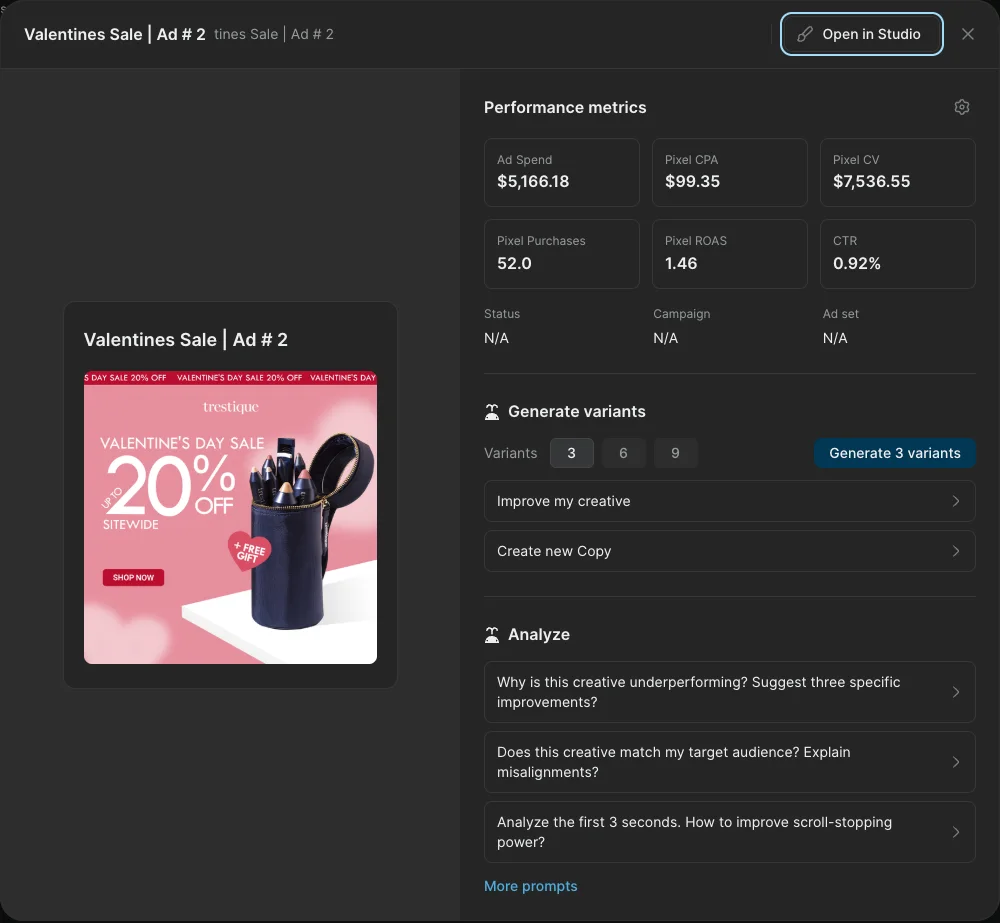 Valentines Sale | Ad # 2 tines Sale | Ad # 2
Open in Studio
Performance metrics
Ad Spend
$5,166.18
Pixel CPA
$99.35
Pixel CV
$7,536.55
Pixel Purchases
52.0
Pixel ROAS
1.46
CTR
0.92%
Status
N/A
Campaign
N/A
Ad set
N/A
Valentines Sale | Ad # 2
S DAY SALE 20% OFF VALENTINE'S DAY SALE 20% OFF VALENTINE'S DAY
trestique
VALENTINE'S DAY SALE
UP TO 20% OFF
SITEWIDE
+ FREE
GIFT
SHOP NOW
Generate variants
Variants 3 6 9 Generate 3 variants
Improve my creative
Create new Copy
Analyze
Why is this creative underperforming? Suggest three specific
improvements?
Does this creative match my target audience? Explain
misalignments?
Analyze the first 3 seconds. How to improve scroll-stopping
power?
More prompts